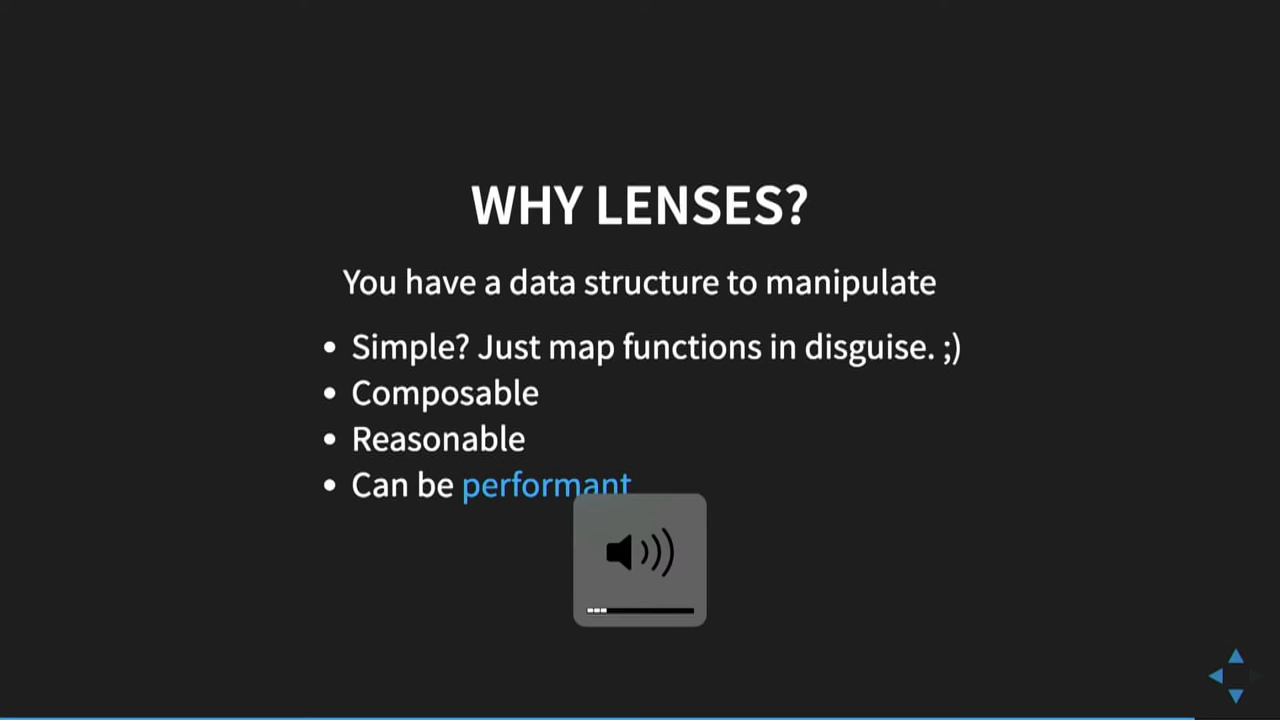 WHY LENSES?
You have a data structure to manipulate
• Simple? Just map functions in disguise. ;)
• Composable
• Reasonable
• Can be performant